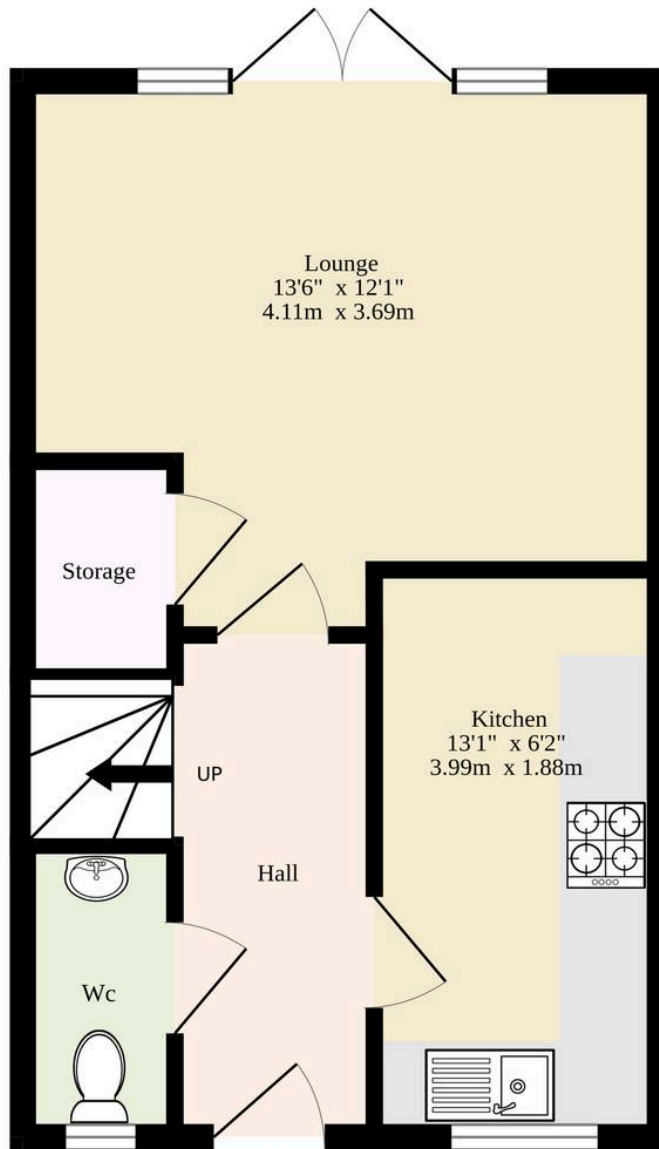 Lounge
13'6" x 12'1"
4.11m x 3.69m
Storage
Kitchen
13'1" x 6'2"
3.99m x 1.88m
UP
Hall
Wc